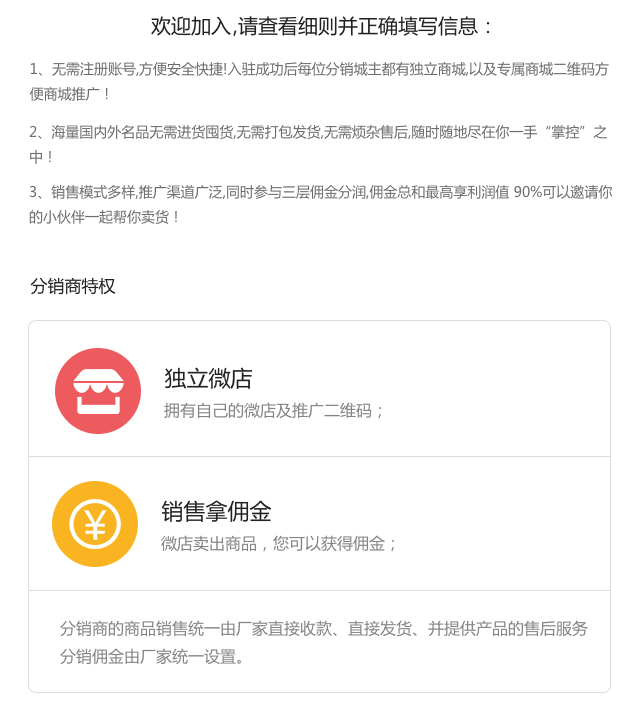 欢迎加入,请查看细则并正确填写信息：
1、无需注册账号,方便安全快捷!入驻成功后每位分销城主都有独立商城,以及专属商城二维码方
便商城推广！
2、海量国内外名品无需进货囤货,无需打包发货,无需烦杂售后,随时随地尽在你一手“掌控”之
中！
3、销售模式多样,推广渠道广泛,同时参与三层佣金分润,佣金总和最高享利润值 90%可以邀请你
的小伙伴一起帮你卖货！
分销商特权
独立微店
拥有自己的微店及推广二维码；
¥
销售拿佣金
微店卖出商品，您可以获得佣金；
分销商的商品销售统一由厂家直接收款、直接发货、并提供产品的售后服务
分销佣金由厂家统一设置。